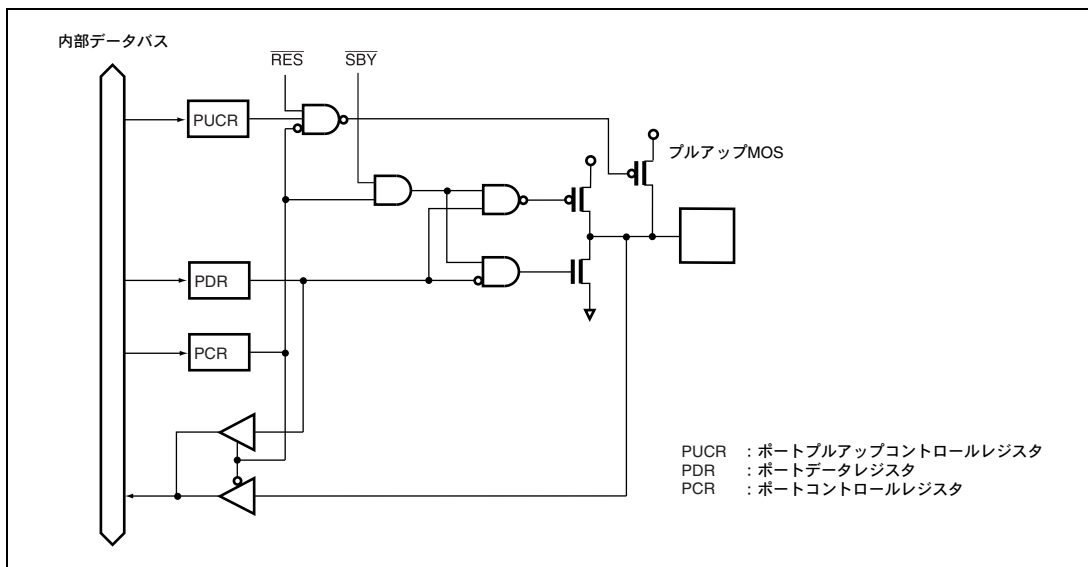 内部データバス
RES
SBY
PUCR
プルアップMOS
PDR
PCR
PUCR :ポートプルアップコントロールレジスタ
PDR :ポートデータレジスタ
PCR :ポートコントロールレジスタ